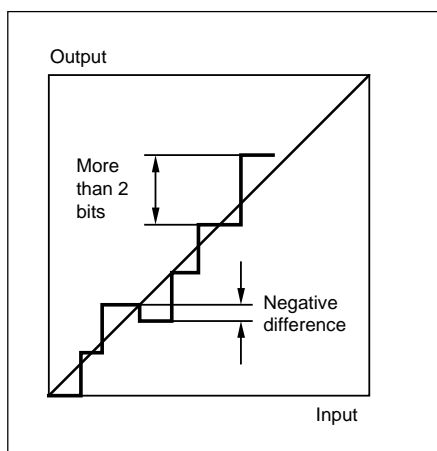 Output
More
than 2
bits
Negative
difference
Input